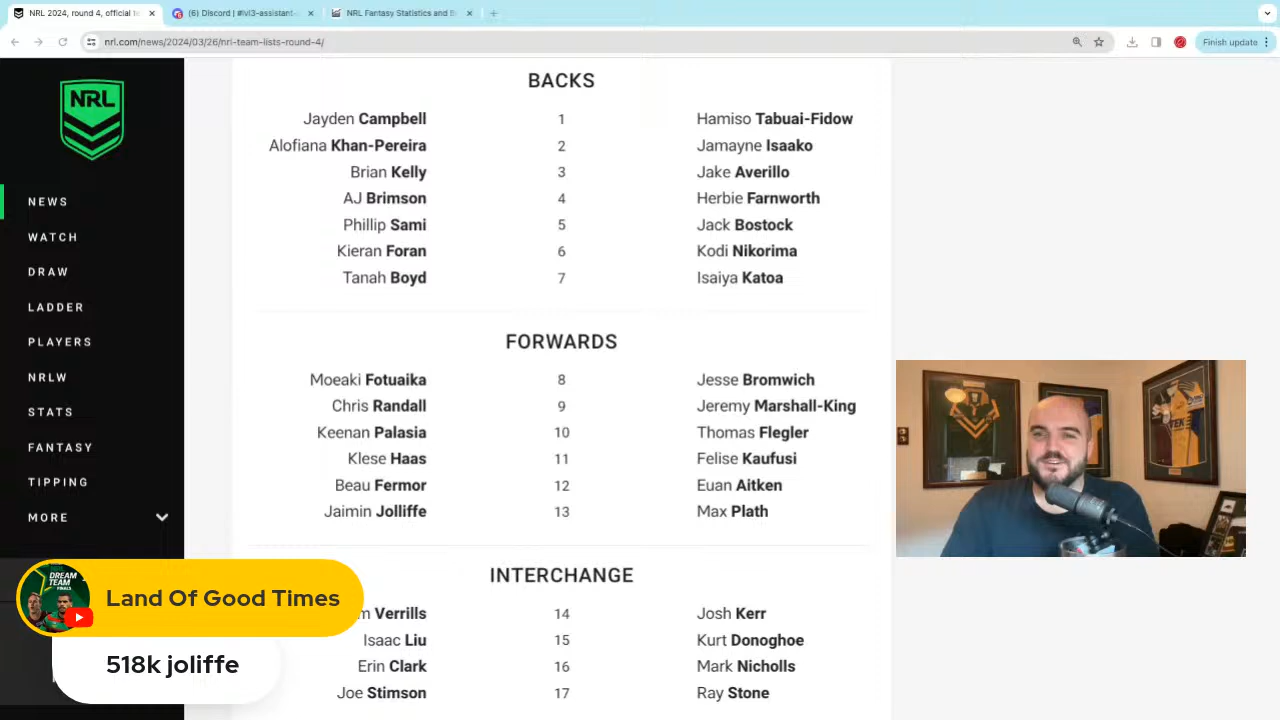 NRL 2024, round 4, official te
(6) Discord | #lvl3-assistant-
NRL Fantasy Statistics and B
nrl.com/news/2024/03/26/nrl-team-lists-round-4/
Finish update
NRL
NEWS
WATCH
DRAW
LADDER
PLAYERS
NRLW
STATS
FANTASY
TIPPING
MORE
BACKS
Jayden Campbell 1 Hamiso Tabuai-Fidow
Alofiana Khan-Pereira 2 Jamayne Isaako
Brian Kelly 3 Jake Averillo
AJ Brimson 4 Herbie Farnworth
Phillip Sami 5 Jack Bostock
Kieran Foran 6 Kodi Nikorima
Tanah Boyd 7 Isaiya Katoa
FORWARDS
Moeaki Fotuaika 8 Jesse Bromwich
Chris Randall 9 Jeremy Marshall-King
Keenan Palasia 10 Thomas Flegler
Klese Haas 11 Felise Kaufusi
Beau Fermor 12 Euan Aitken
Jaimin Jolliffe 13 Max Plath
INTERCHANGE
m Verrills 14 Josh Kerr
Isaac Liu 15 Kurt Donoghoe
Erin Clark 16 Mark Nicholls
Joe Stimson 17 Ray Stone
DREAM
TEAM
FINALS
Land Of Good Times
518k joliffe